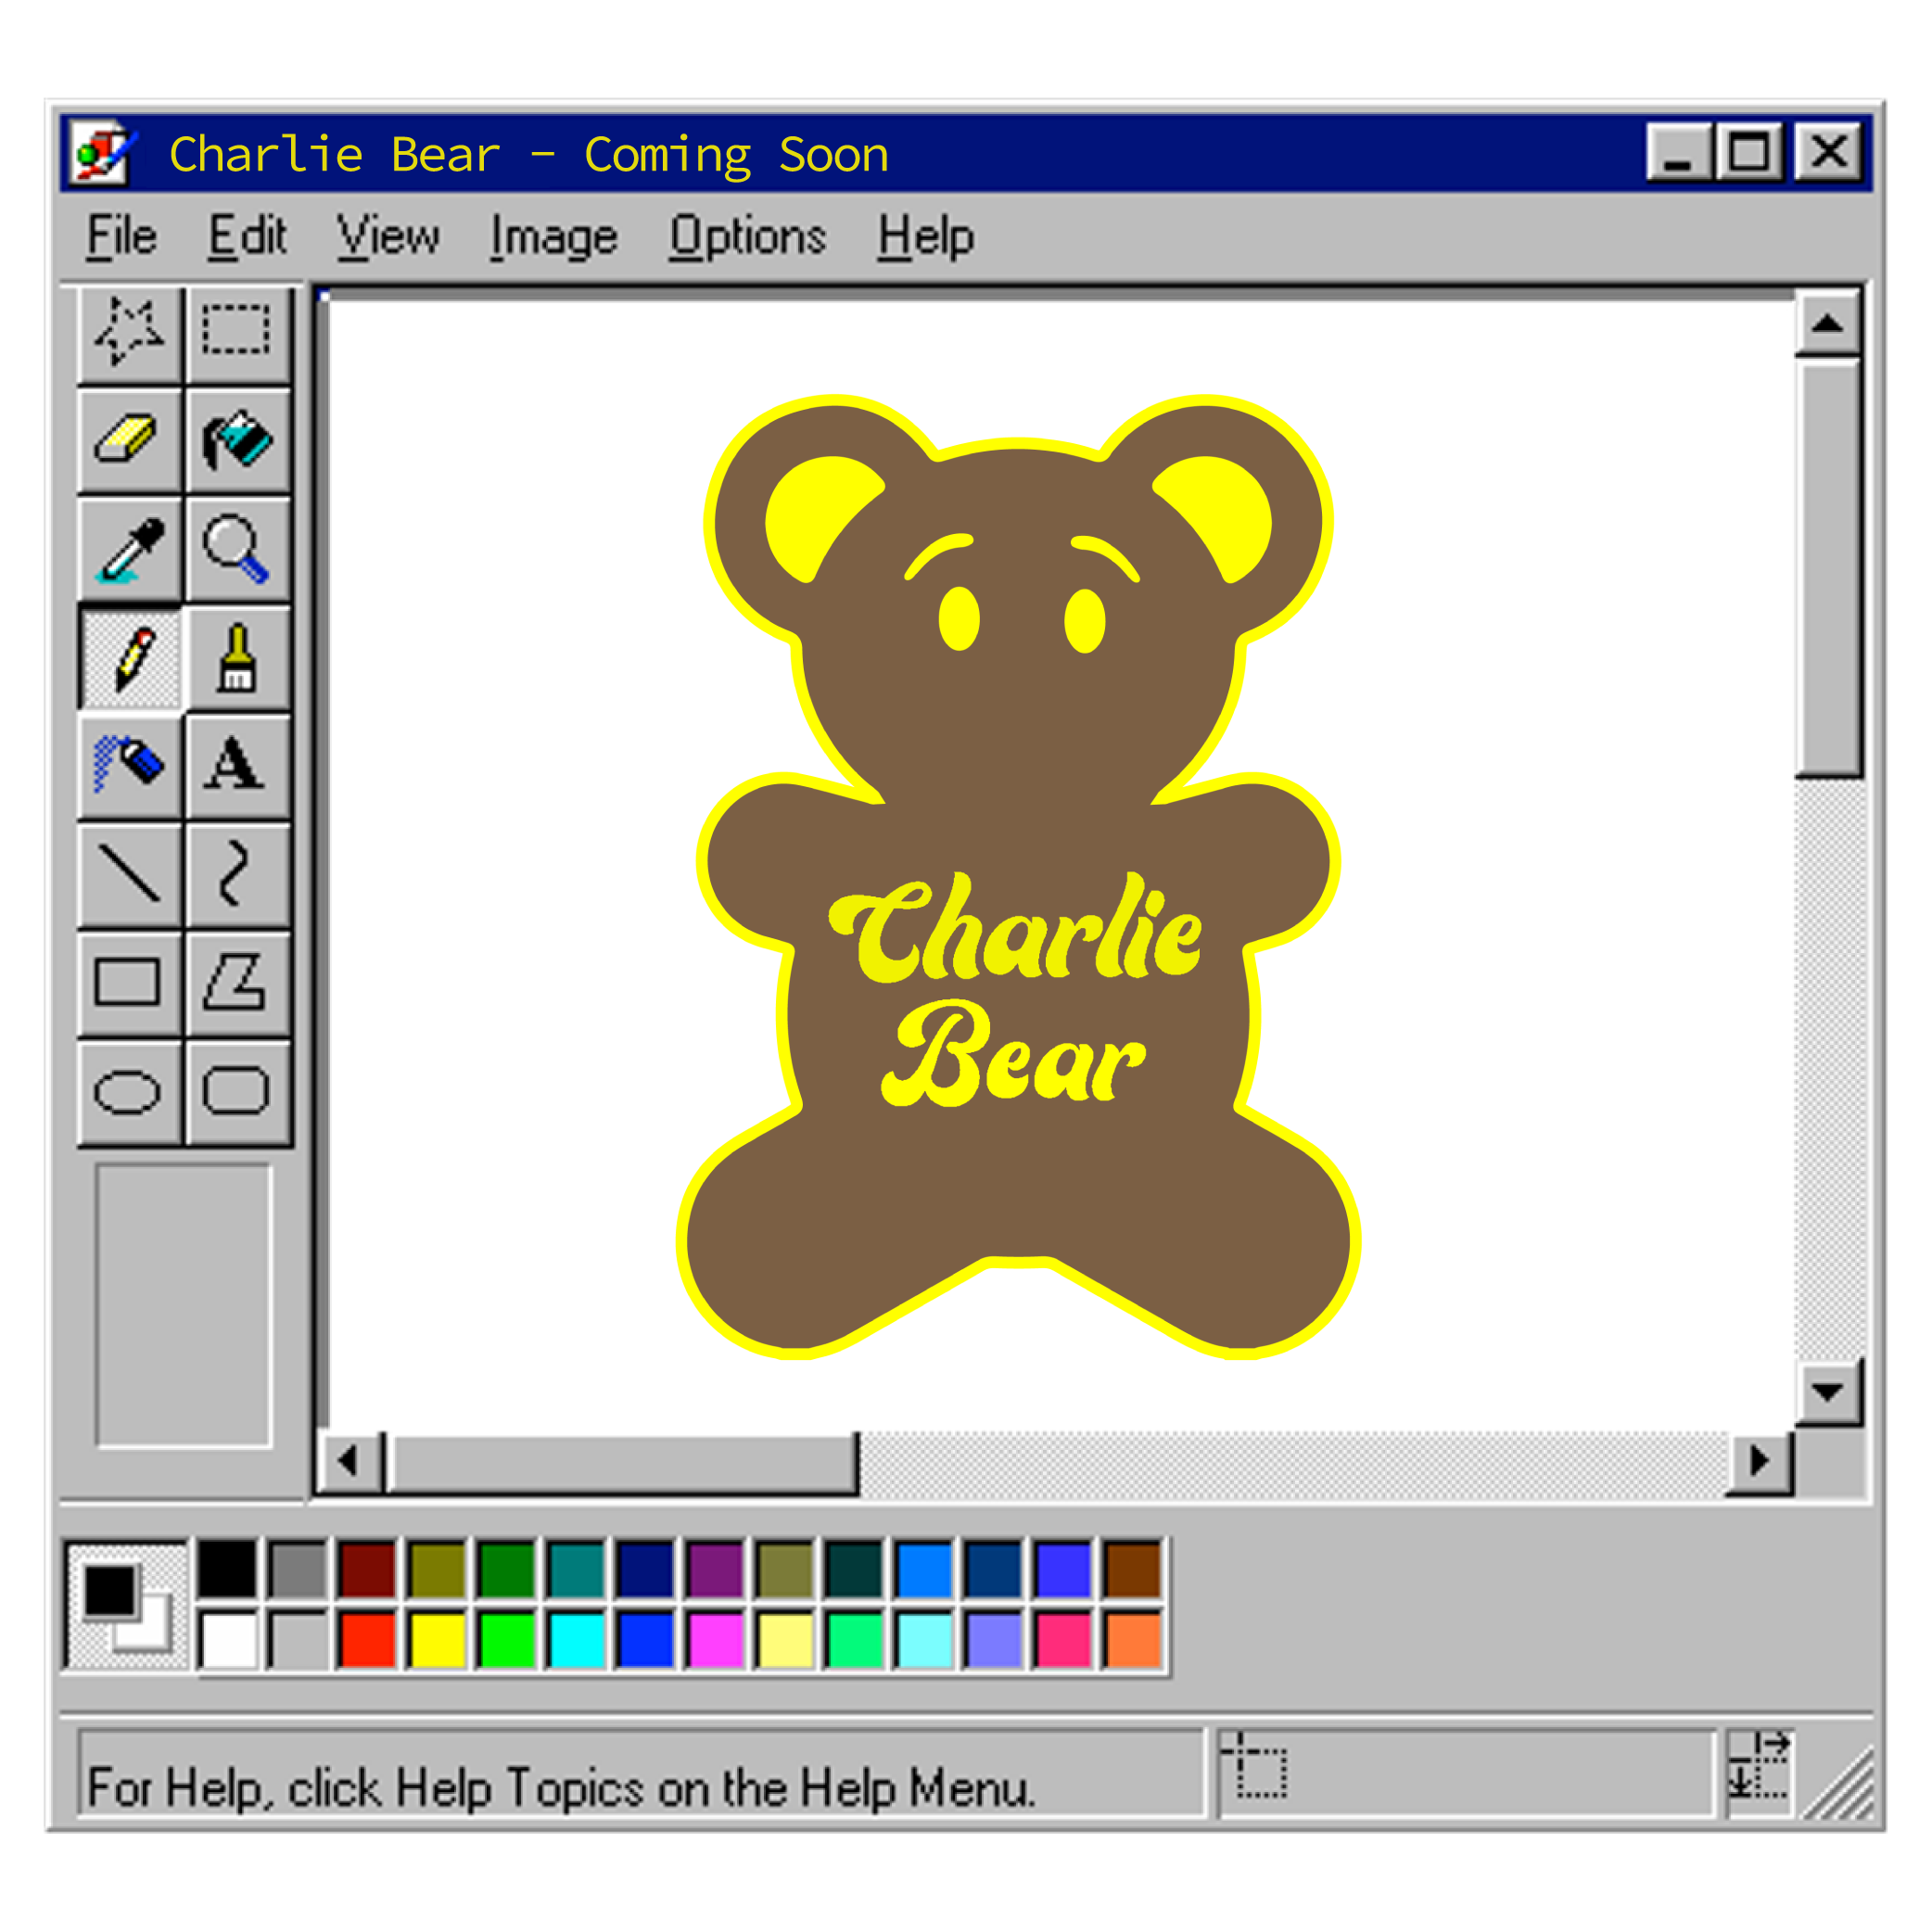 Charlie Bear - Coming Soon
File Edit View Image Options Help
A
Charlie
Bear
For Help, click Help Topics on the Help Menu.